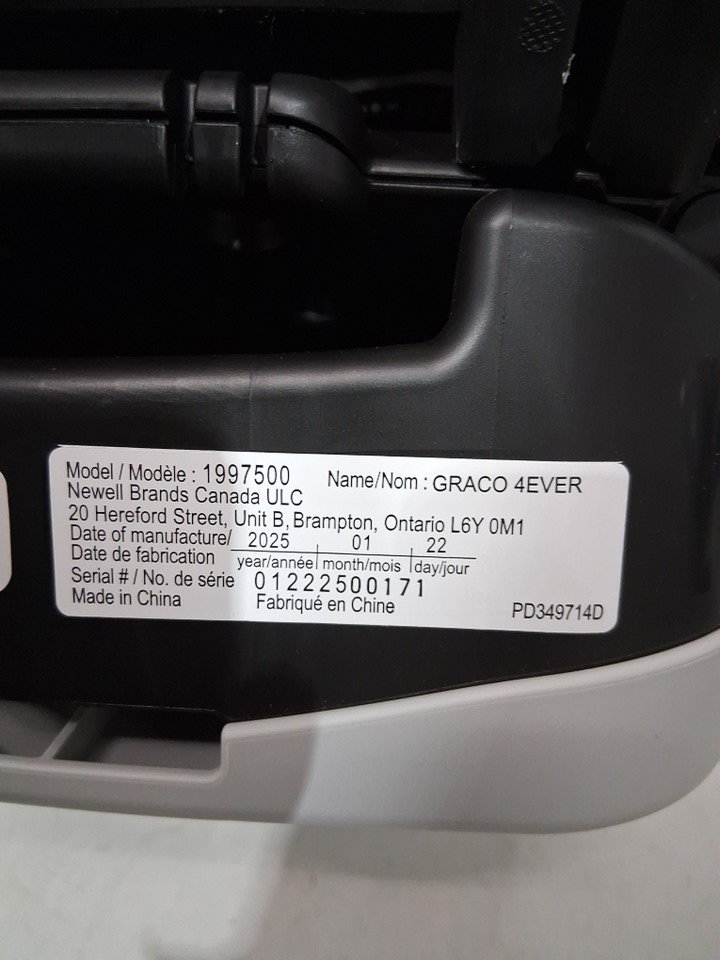 Model / Modèle : 1997500 Name/Nom : GRACO 4EVER
Newell Brands Canada ULC
20 Hereford Street, Unit B, Brampton, Ontario L6Y 0M1
Date of manufacture/ 2025 01 22
Date de fabrication year/année month/mois day/jour
Serial # / No. de série 01222500171
Made in China Fabriqué en Chine PD349714D